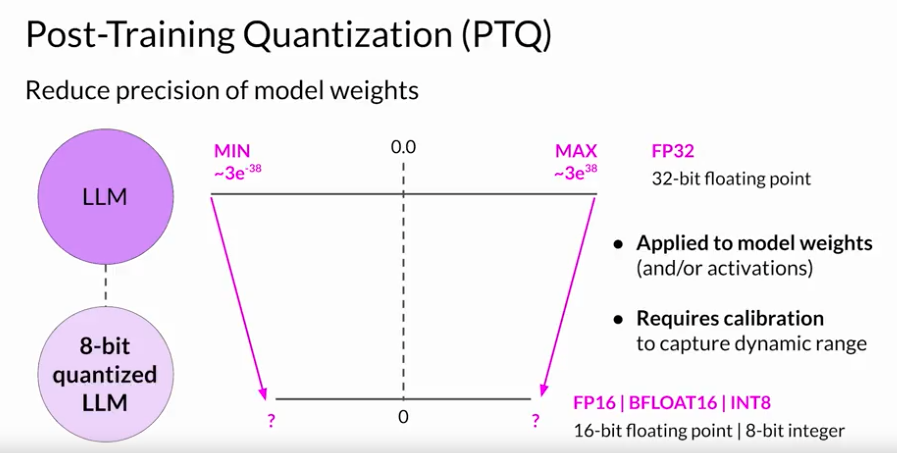 Post-Training Quantization (PTQ)
Reduce precision of model weights
LLM
8-bit
quantized
LLM
MIN
~3e⁻³⁸
0.0
MAX
~3e³⁸
FP32
32-bit floating point
● Applied to model weights
(and/or activations)
● Requires calibration
to capture dynamic range
?
0
?
FP16 | BFLOAT16 | INT8
16-bit floating point | 8-bit integer